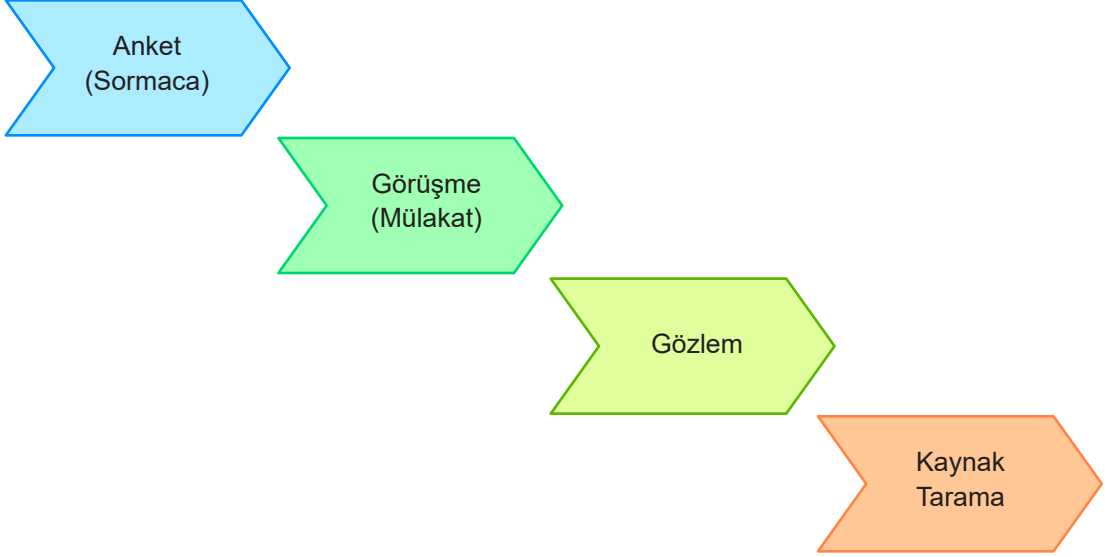 Anket
(Sormaca)
Görüşme
(Mülakat)
Gözlem
Kaynak
Tarama